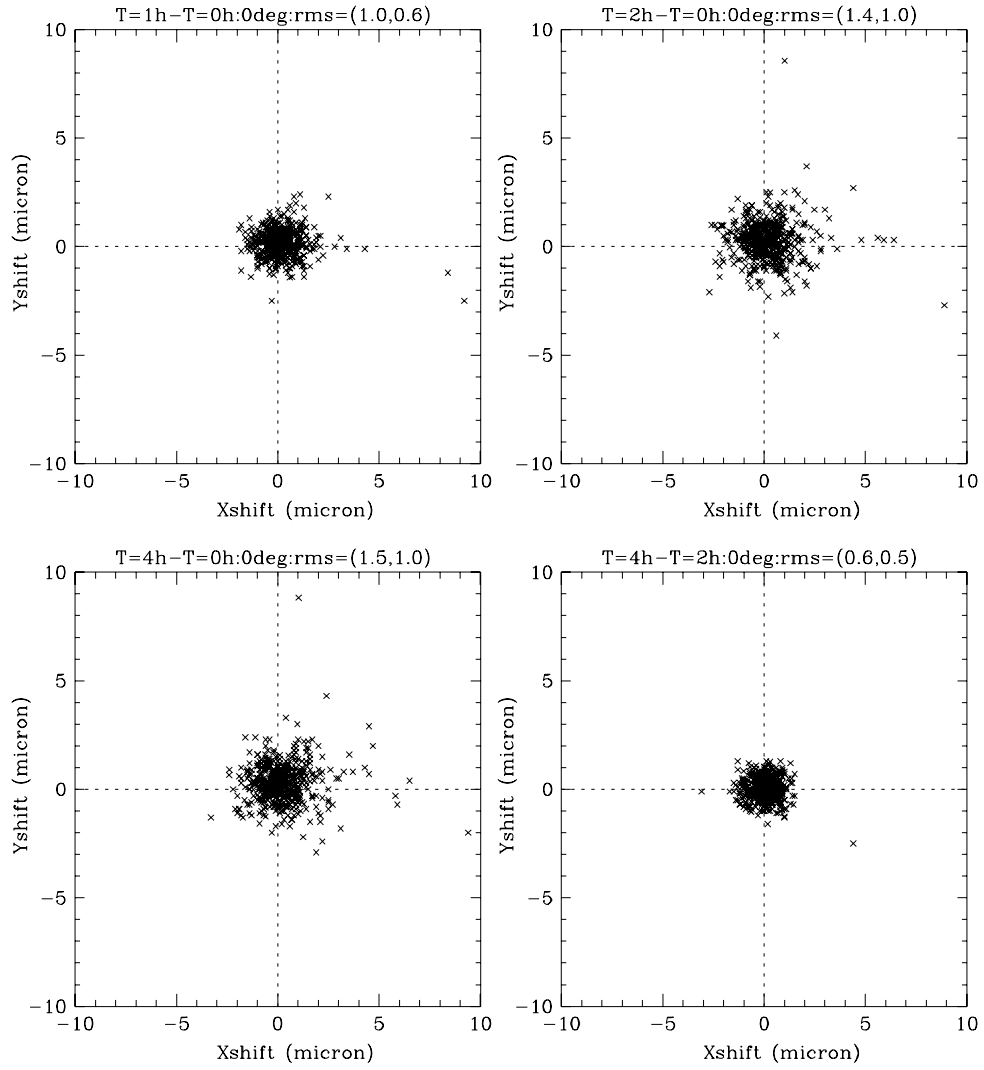 T=1h−T=0h:0deg:rms=(1.0,0.6)
10
5
0
−5
−10
−10 −5 0 5 10
Xshift (micron)
Yshift (micron)
T=2h−T=0h:0deg:rms=(1.4,1.0)
10
5
0
−5
−10
−10 −5 0 5 10
Xshift (micron)
Yshift (micron)
T=4h−T=0h:0deg:rms=(1.5,1.0)
10
5
0
−5
−10
−10 −5 0 5 10
Xshift (micron)
Yshift (micron)
T=4h−T=2h:0deg:rms=(0.6,0.5)
10
5
0
−5
−10
−10 −5 0 5 10
Xshift (micron)
Yshift (micron)